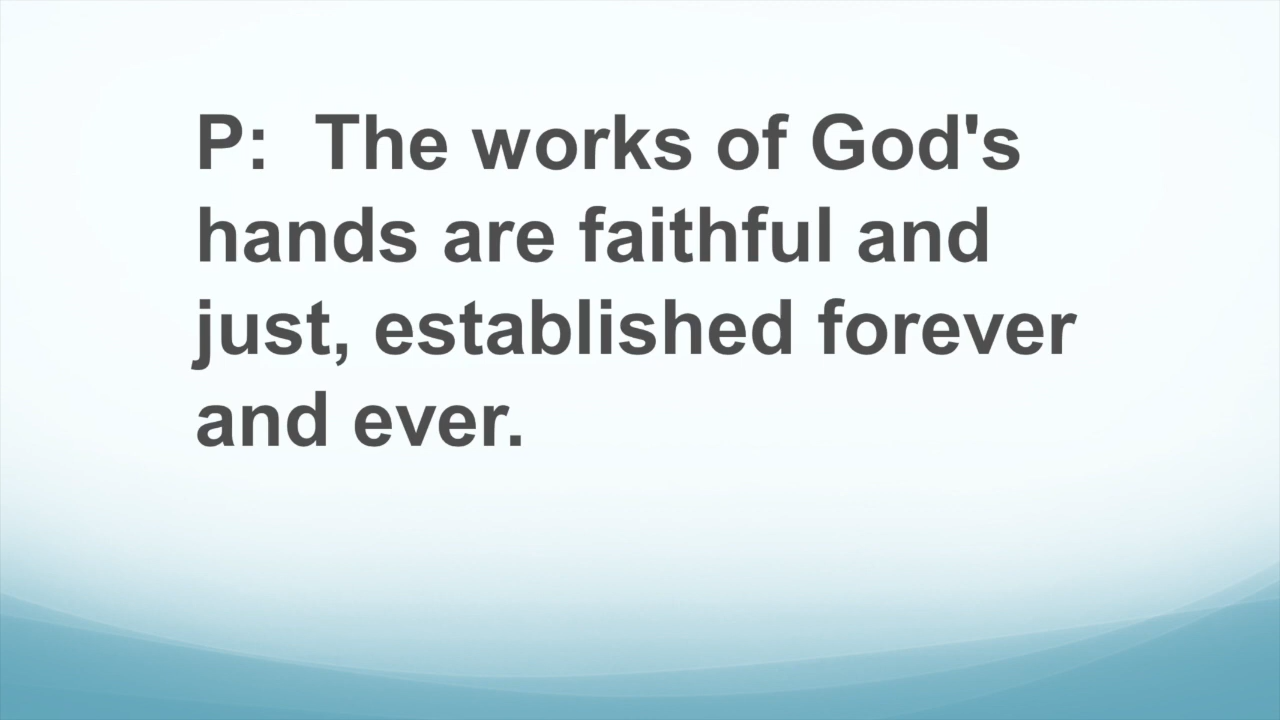 P:  The works of God's
hands are faithful and
just, established forever
and ever.